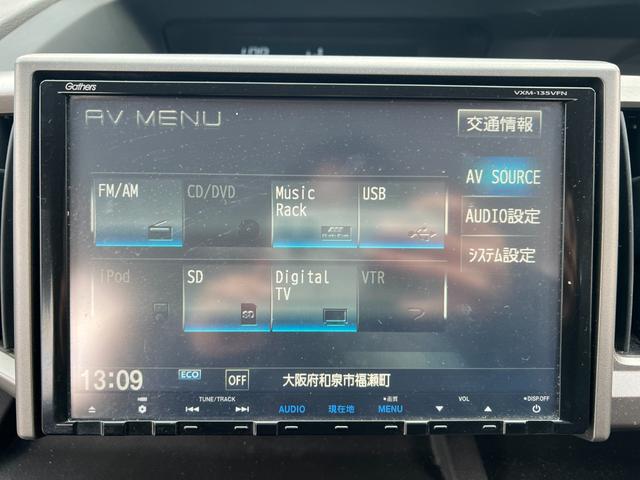 Gathers
VXM-135VFN
AV MENU
交通情報
FM/AM
CD/DVD
Music
Rack
USB
AV SOURCE
AUDIO設定
システム設定
iPod
SD
Digital
TV
VTR
13:09
ECO
OFF
大阪府和泉市福瀬町
TUNE/TRACK
AUDIO
現在地
画質
MENU
VOL
DISP.OFF